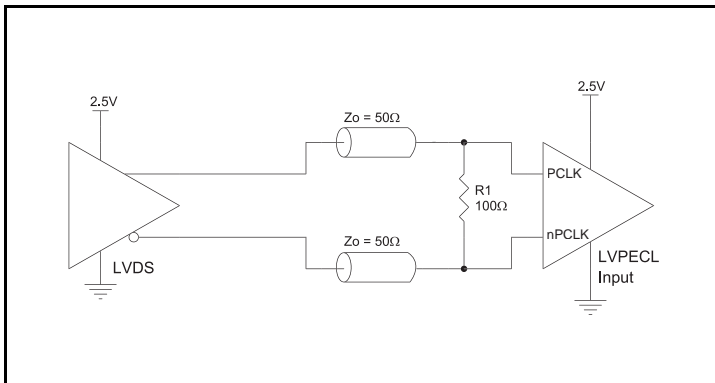 2.5V
2.5V
Zo = 50Ω
PCLK
R1
100Ω
nPCLK
Zo = 50Ω
LVDS
LVPECL
Input